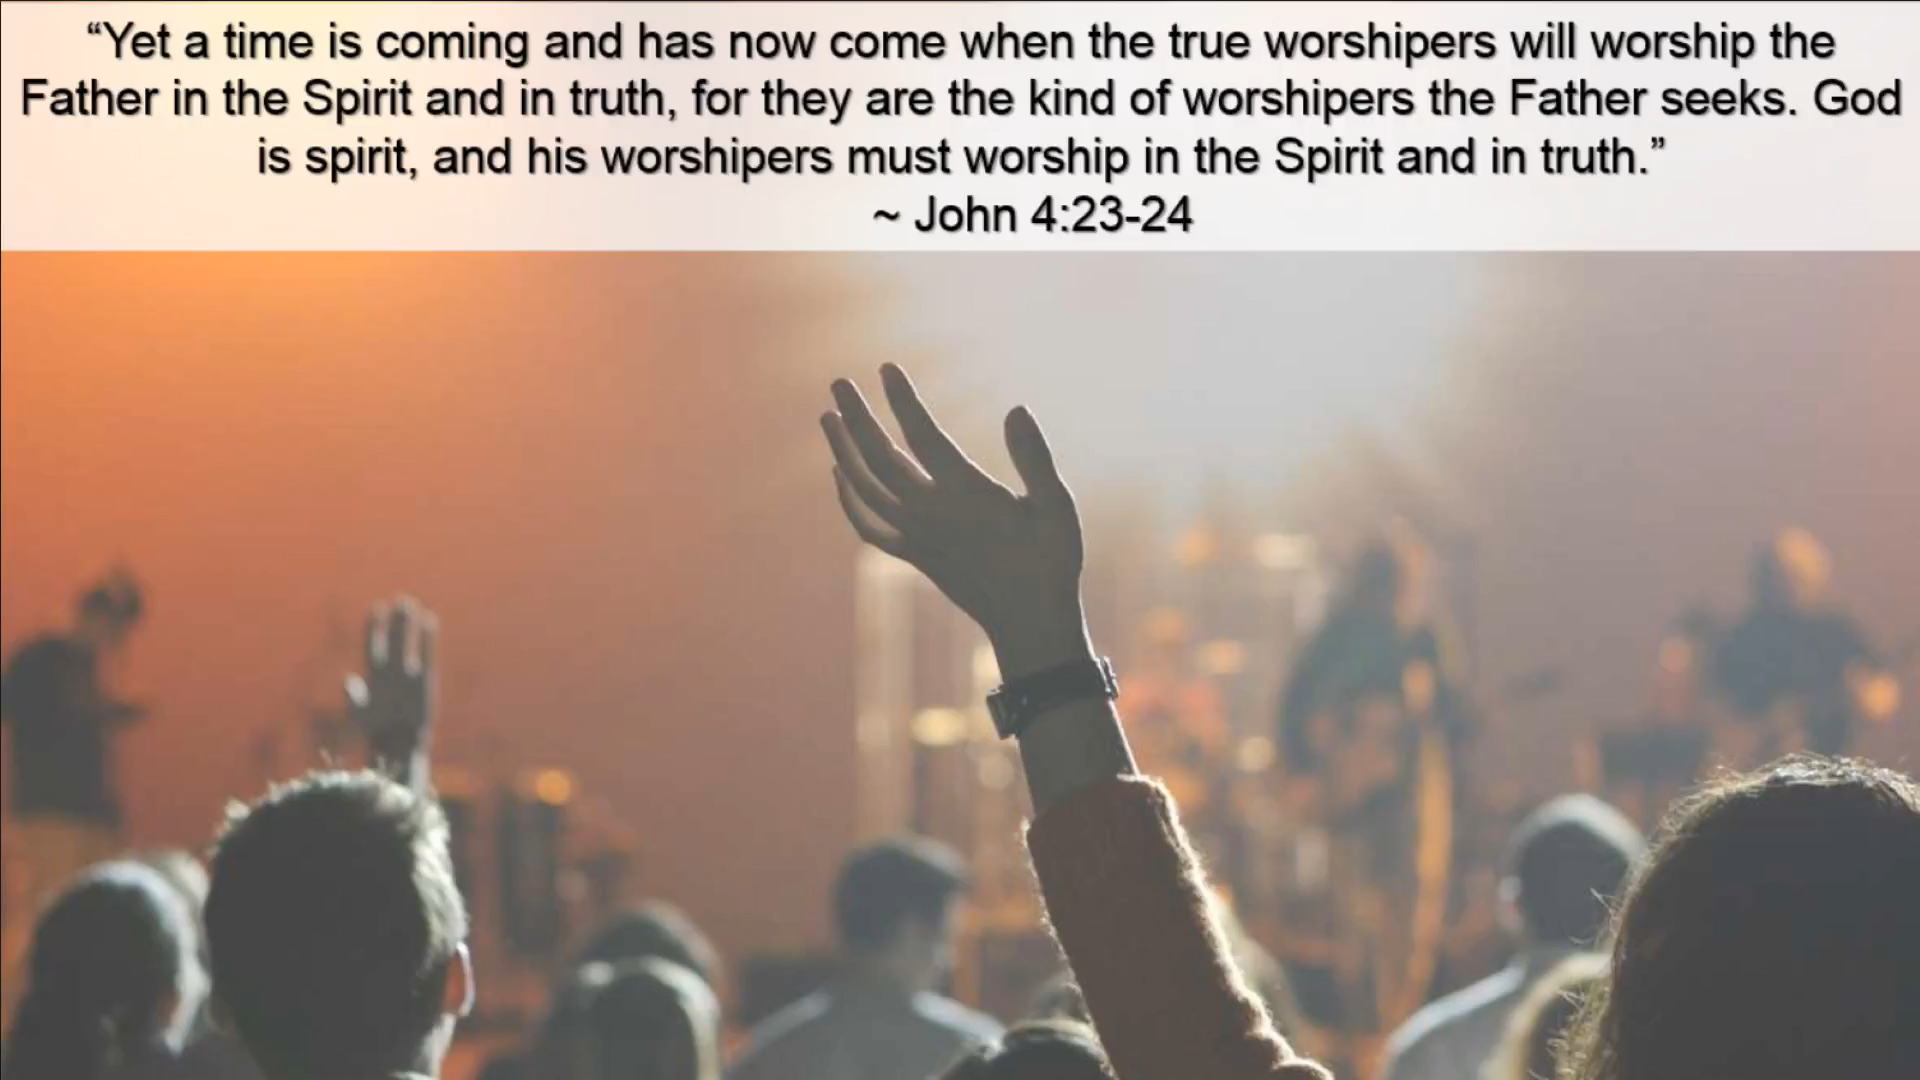 “Yet a time is coming and has now come when the true worshipers will worship the
Father in the Spirit and in truth, for they are the kind of worshipers the Father seeks. God
is spirit, and his worshipers must worship in the Spirit and in truth.”
~ John 4:23-24